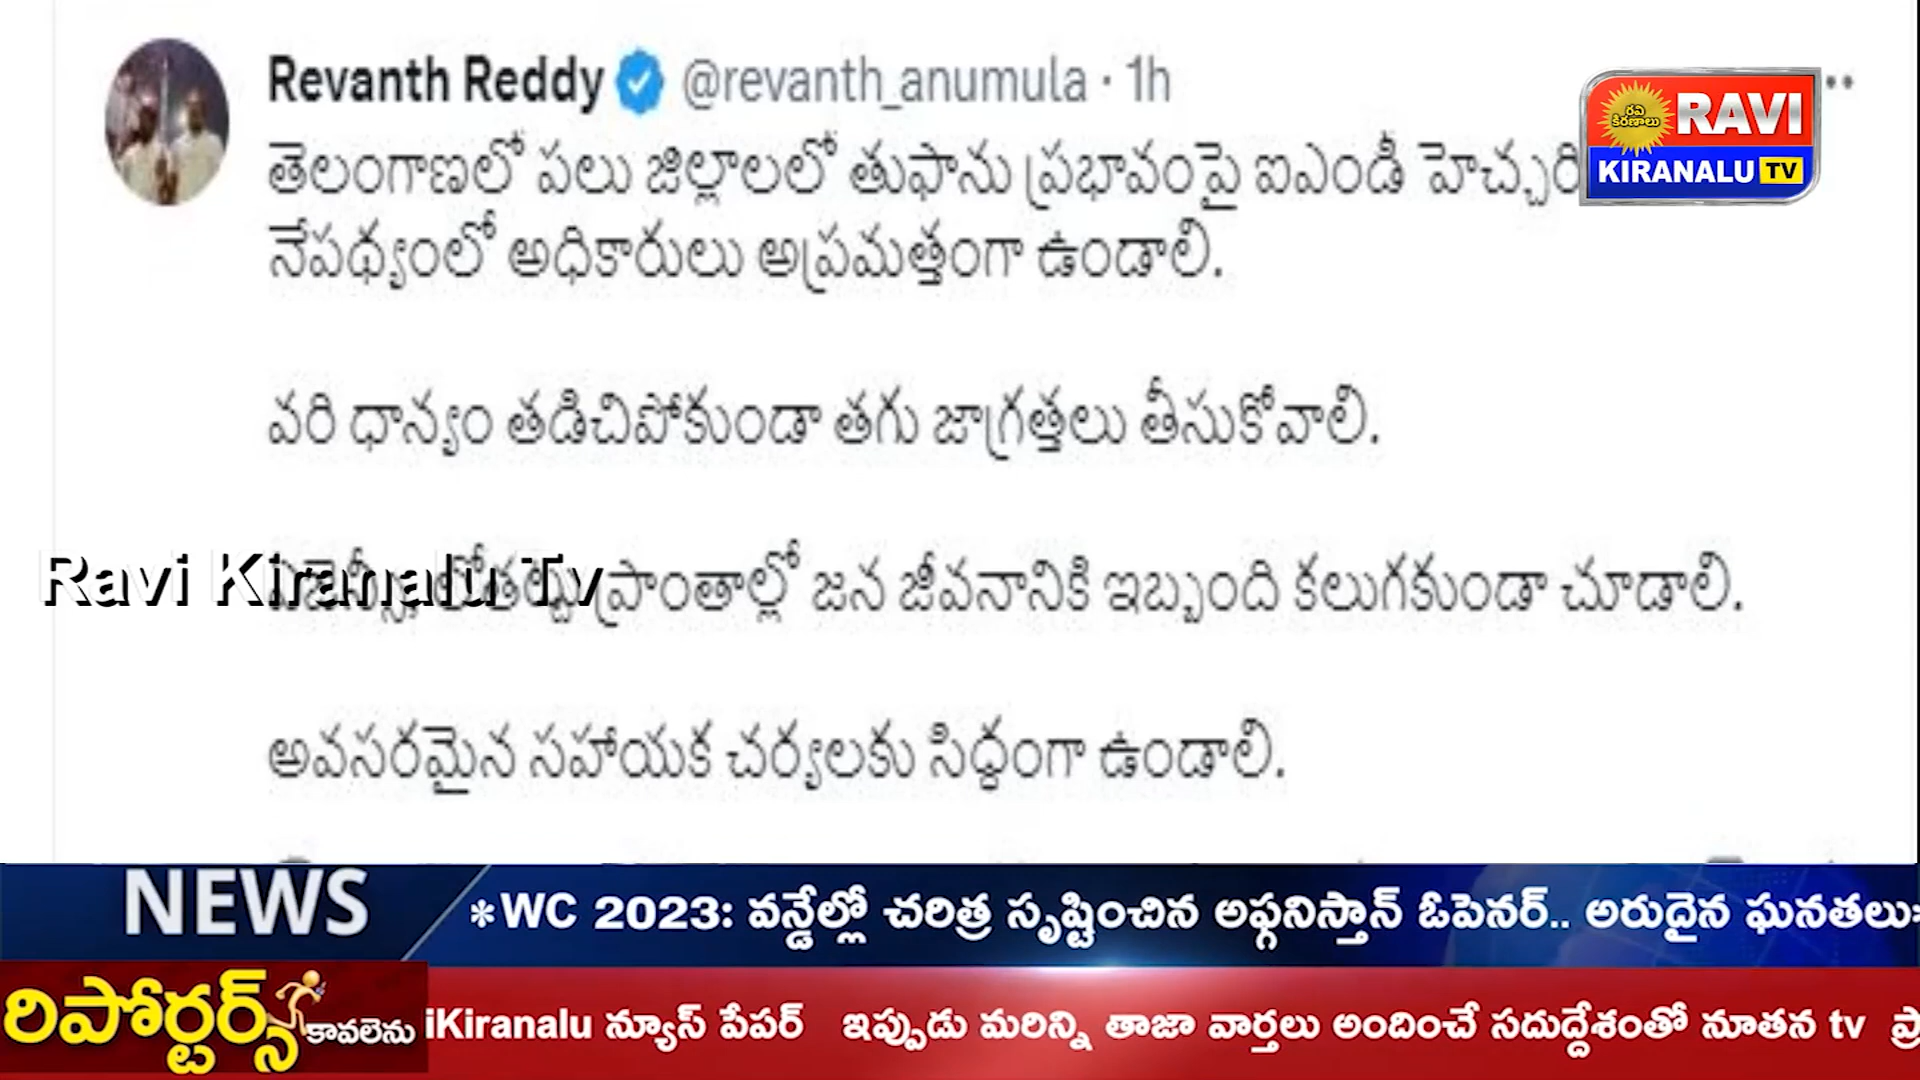 Revanth Reddy @revanth_anumula · 1h
తెలంగాణలో పలు జిల్లాలలో తుఫాను ప్రభావంపై ఐఎండీ
నేపథ్యంలో అధికారులు అప్రమత్తంగా ఉండాలి.
వరి ధాన్యం తడిచిపోకుండా తగు జాగ్రత్తలు తీసుకోవాలి.
ప్రాంతాల్లో జన జీవనానికి ఇబ్బంది కలుగకుండా చూడాలి.
Ravi Kiranalu Tv
అవసరమైన సహాయక చర్యలకు సిద్ధంగా ఉండాలి.
రవి కిరణాలు
RAVI
KIRANALU TV
NEWS
*WC 2023: వన్డేల్లో చరిత్ర సృష్టించిన అఫ్గనిస్తాన్ ఓపెనర్.. అరుదైన ఘనతలు*
రిపోర్టర్స్ కావలెను
iKiranalu న్యూస్ పేపర్ ఇప్పుడు మరిన్ని తాజా వార్తలు అందించే సదుద్దేశంతో నూతన tv